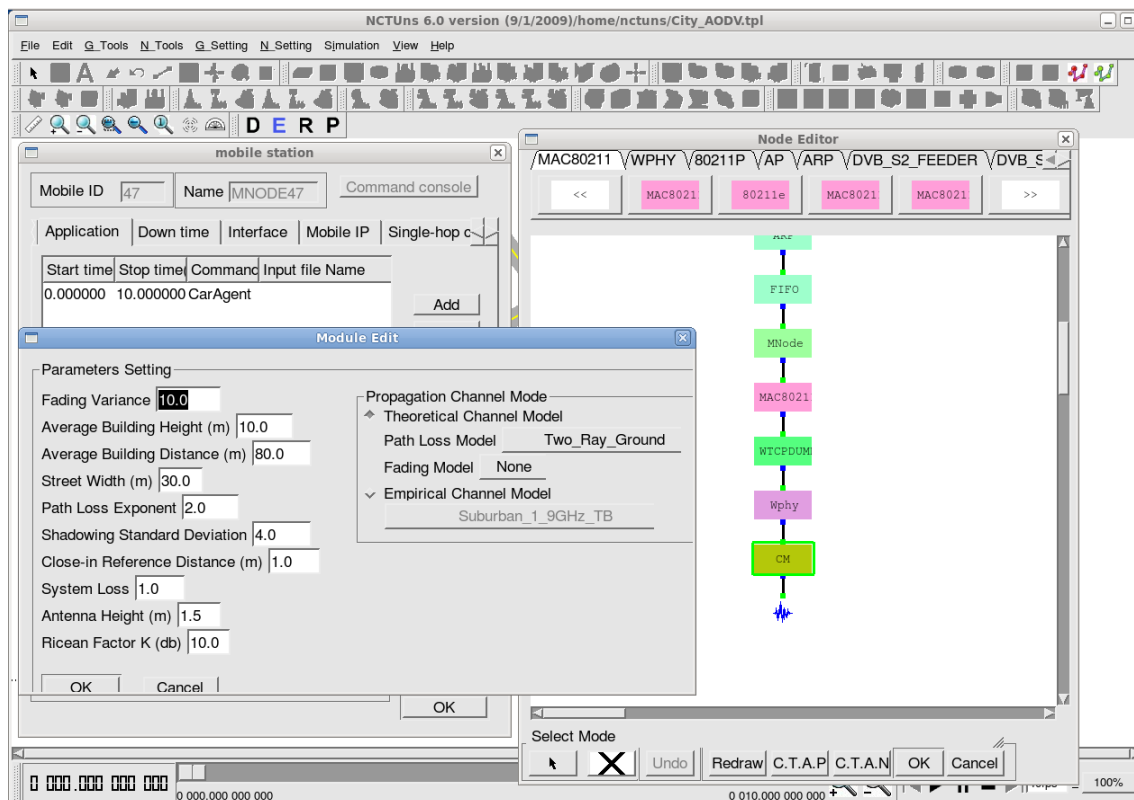 NCTUns 6.0 version (9/1/2009)/home/nctuns/City_AODV.tpl
File Edit G_Tools N_Tools G_Setting N_Setting Simulation View Help
D E R P
mobile station
Mobile ID 47 Name MNODE47 Command console
Application Down time Interface Mobile IP Single-hop c
Start time Stop time( Command Input file Name
0.000000 10.000000 CarAgent
Add
Module Edit
Parameters Setting
Fading Variance 10.0
Average Building Height (m) 10.0
Average Building Distance (m) 80.0
Street Width (m) 30.0
Path Loss Exponent 2.0
Shadowing Standard Deviation 4.0
Close-in Reference Distance (m) 1.0
System Loss 1.0
Antenna Height (m) 1.5
Ricean Factor K (db) 10.0
Propagation Channel Mode
Theoretical Channel Model
Path Loss Model Two_Ray_Ground
Fading Model None
Empirical Channel Model
Suburban_1_9GHz_TB
OK Cancel
OK
Node Editor
MAC80211 WPHY 80211P AP ARP DVB_S2_FEEDER DVB_S
<< MAC8021 80211e MAC8021 MAC8021 >>
ARP
FIFO
MNode
MAC8021
WTCPDUM
Wphy
CM
Select Mode
Undo Redraw C.T.A.P C.T.A.N OK Cancel
0 000.000 000 000
0 000.000 000 000
0 010.000 000 000
100%